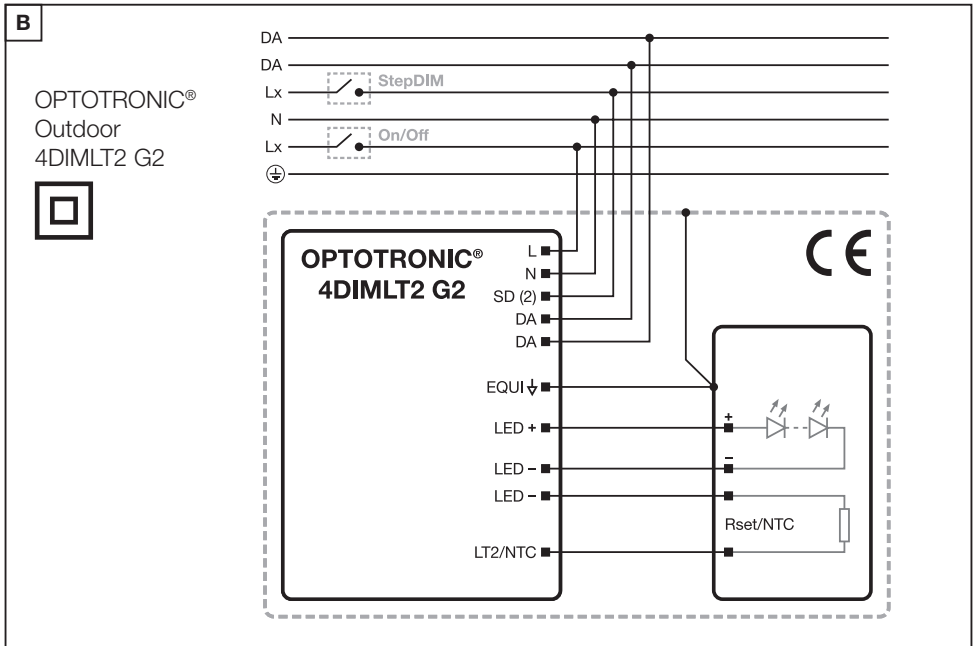 B
OPTOTRONIC®
Outdoor
4DIMLT2 G2
DA
DA
Lx
StepDIM
N
Lx
On/Off
OPTOTRONIC®
4DIMLT2 G2
L
N
SD (2)
DA
DA
EQUI
LED +
LED -
LED -
LT2/NTC
CE
+
-
Rset/NTC